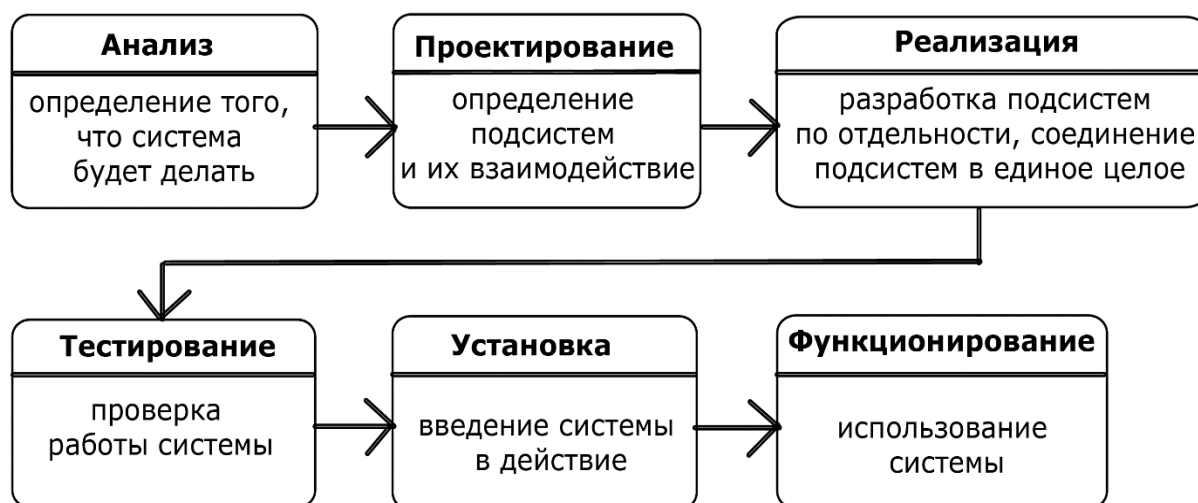 Анализ
определение того,
что система
будет делать
Проектирование
определение
подсистем
и их взаимодействие
Реализация
разработка подсистем
по отдельности, соединение
подсистем в единое целое
Тестирование
проверка
работы системы
Установка
введение системы
в действие
Функционирование
использование
системы